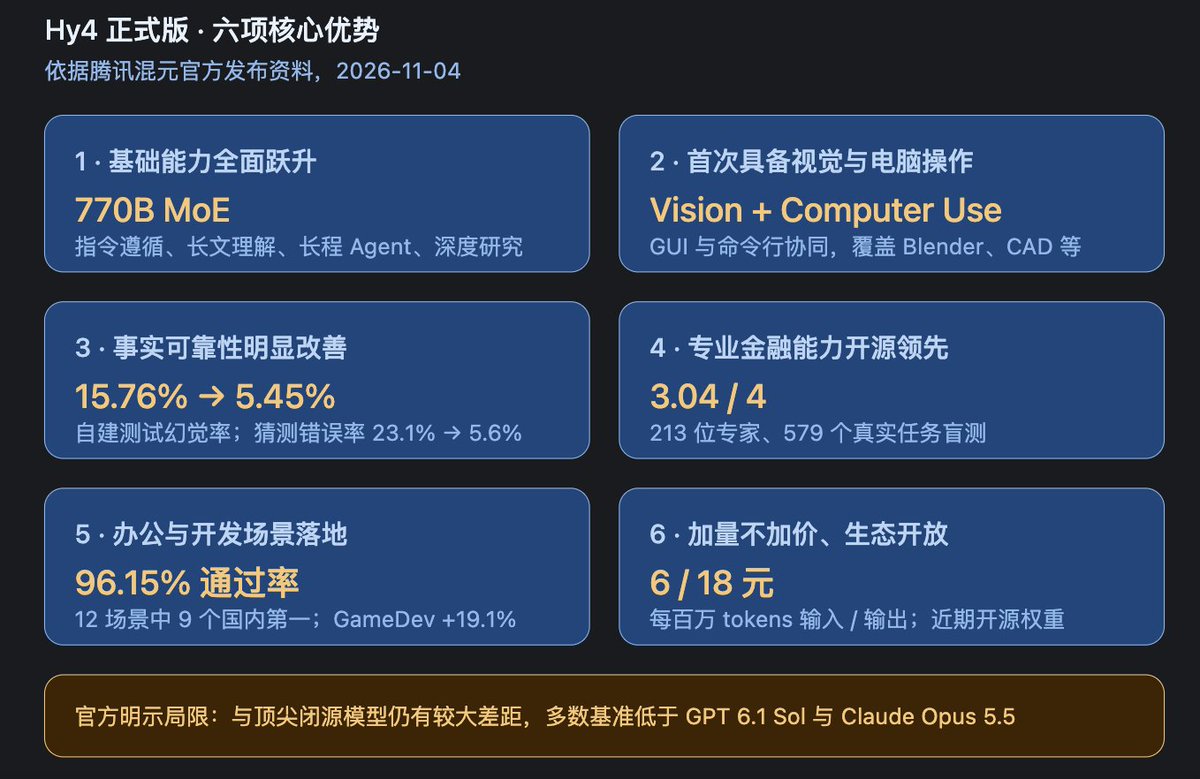 Hy4 正式版 · 六项核心优势
依据腾讯混元官方发布资料，2026-11-04
1 · 基础能力全面跃升
770B MoE
指令遵循、长文理解、长程 Agent、深度研究
2 · 首次具备视觉与电脑操作
Vision + Computer Use
GUI 与命令行协同，覆盖 Blender、CAD 等
3 · 事实可靠性明显改善
15.76% → 5.45%
自建测试幻觉率；猜测错误率 23.1% → 5.6%
4 · 专业金融能力开源领先
3.04 / 4
213 位专家、579 个真实任务盲测
5 · 办公与开发场景落地
96.15% 通过率
12 场景中 9 个国内第一；GameDev +19.1%
6 · 加量不加价、生态开放
6 / 18 元
每百万 tokens 输入 / 输出；近期开源权重
官方明示局限：与顶尖闭源模型仍有较大差距，多数基准低于 GPT 6.1 Sol 与 Claude Opus 5.5